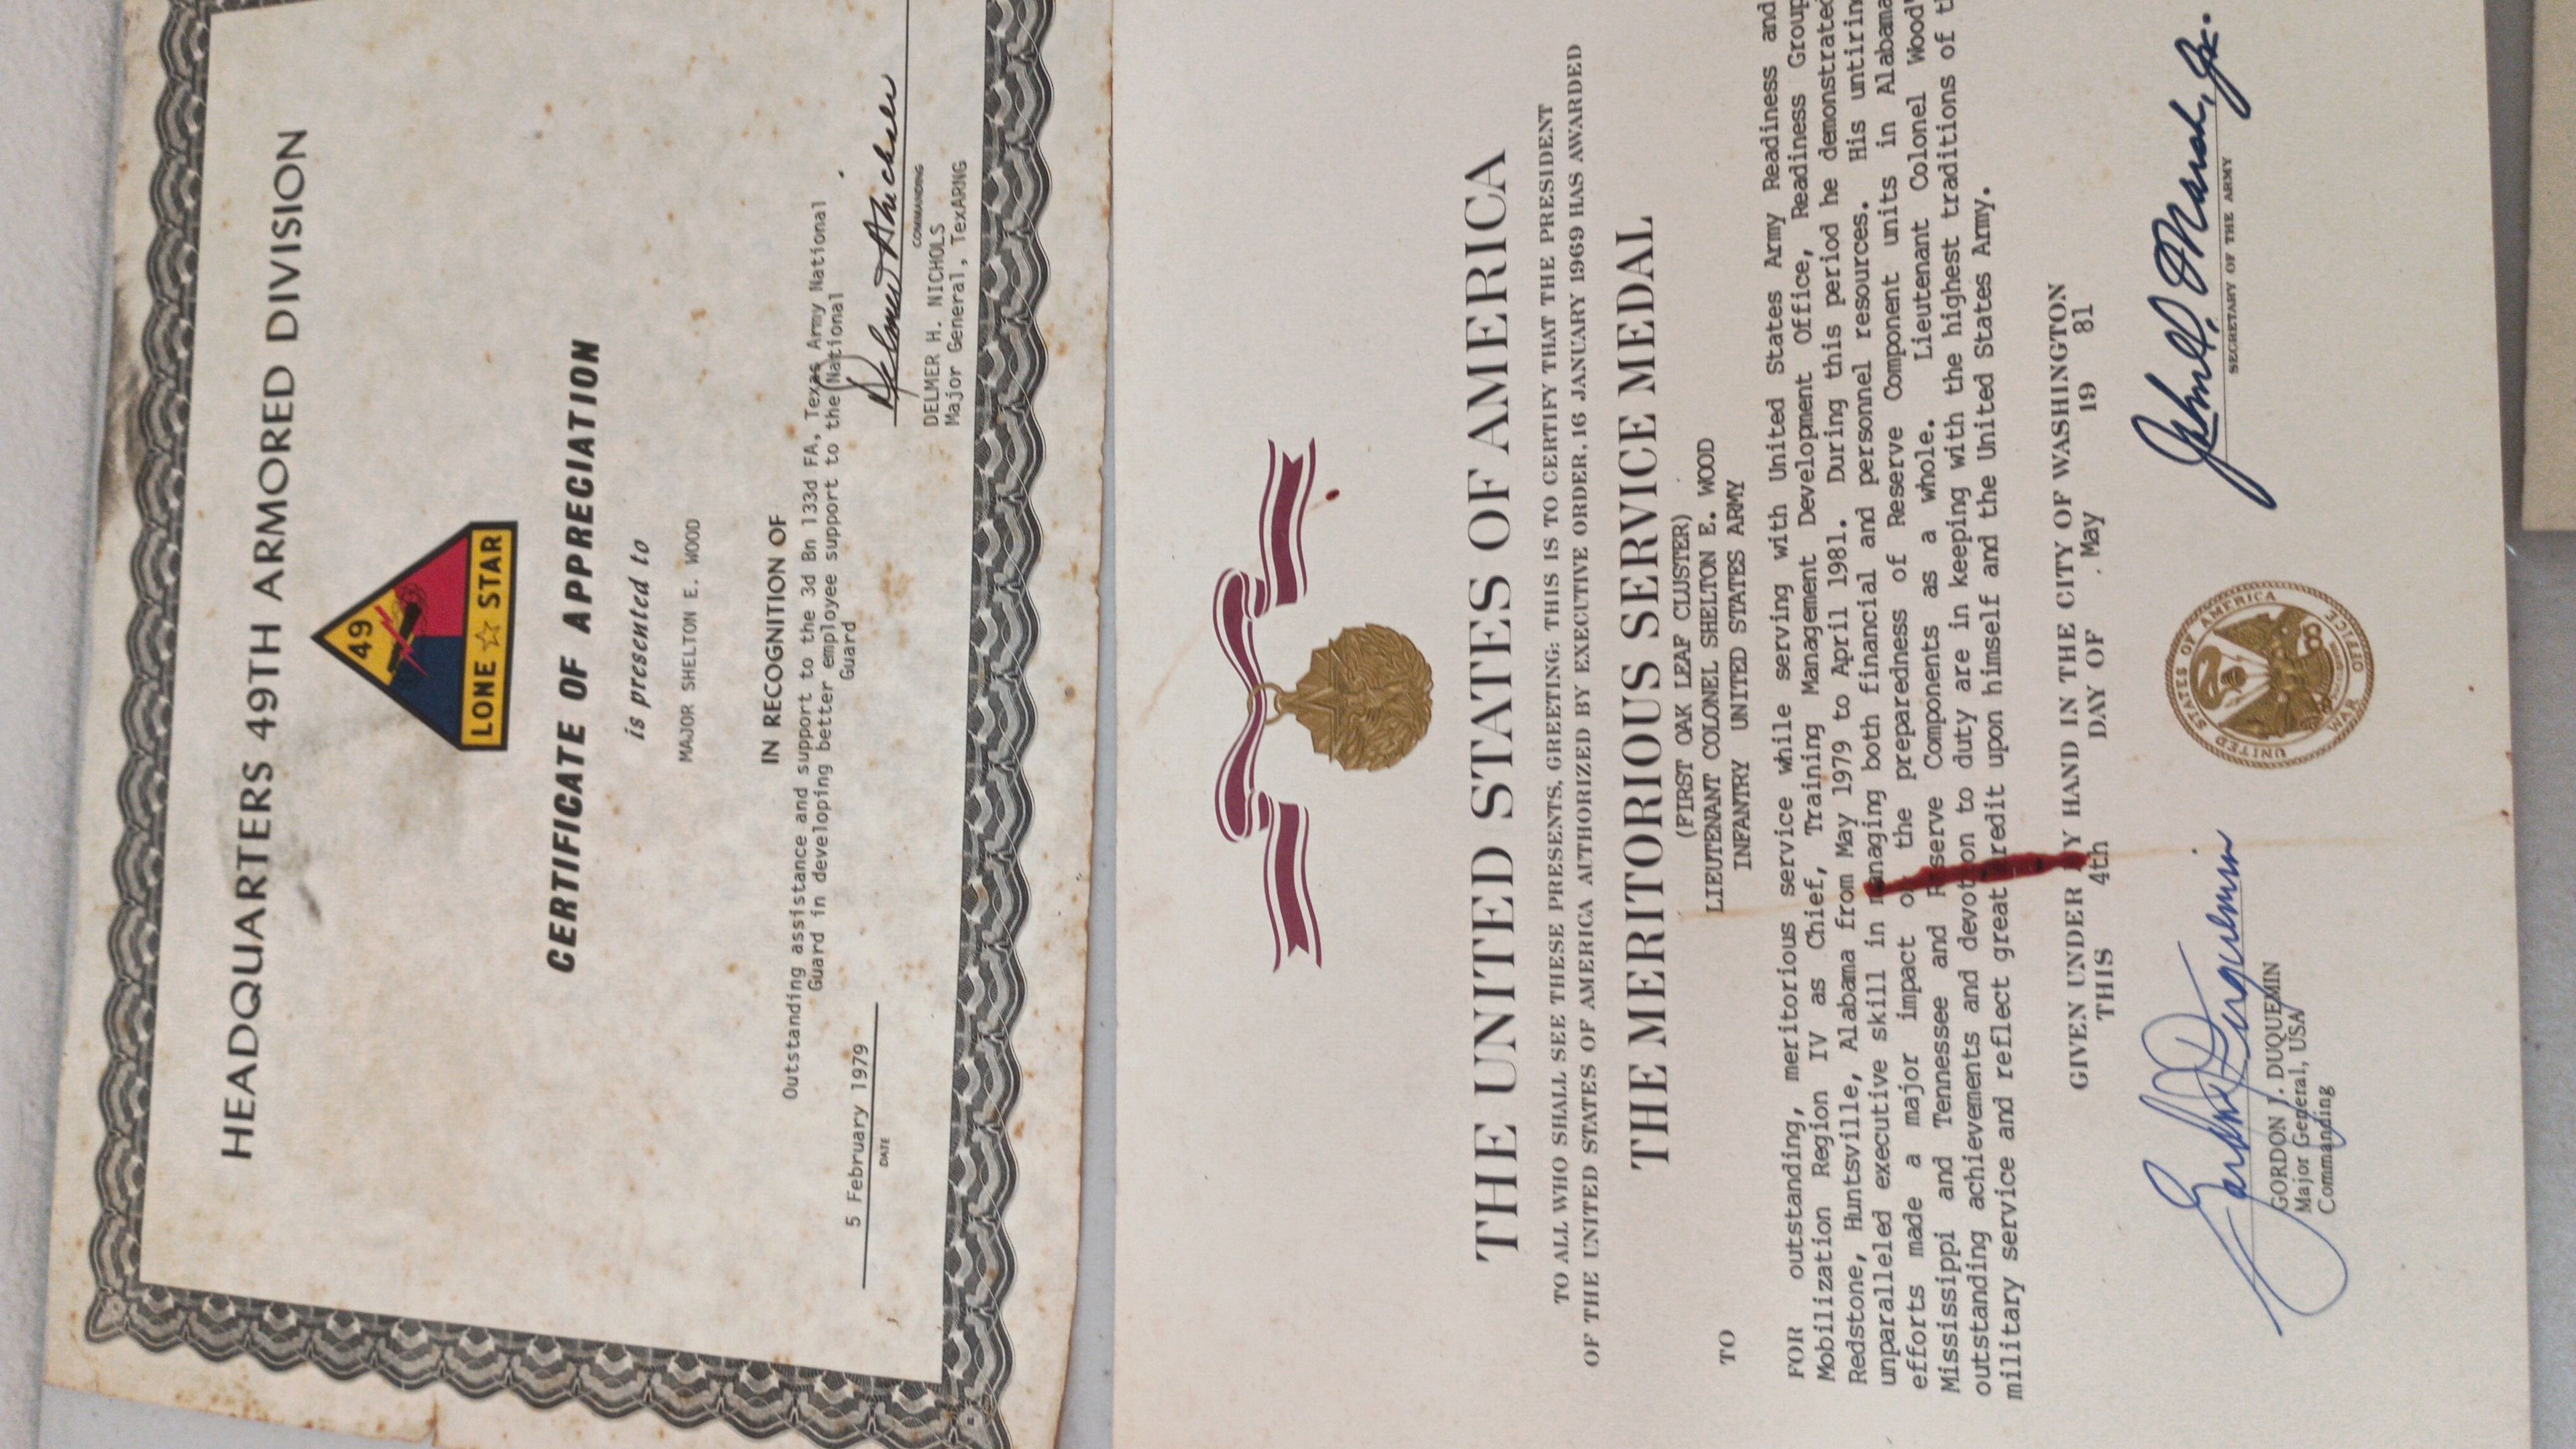 HEADQUARTERS 49TH ARMORED DIVISION
49
LONE STAR
CERTIFICATE OF APPRECIATION
is presented to
MAJOR SHELTON E. WOOD
IN RECOGNITION OF
Outstanding assistance and support to the 3d Bn 133d FA, Texas Army National
Guard in developing better employee support to the National
Guard
5 February 1979
DATE
COMMANDING
DELMER H. NICHOLS
Major General, TexARNG
THE UNITED STATES OF AMERICA
TO ALL WHO SHALL SEE THESE PRESENTS, GREETING: THIS IS TO CERTIFY THAT THE PRESIDENT
OF THE UNITED STATES OF AMERICA AUTHORIZED BY EXECUTIVE ORDER, 16 JANUARY 1969 HAS AWARDED
THE MERITORIOUS SERVICE MEDAL
(FIRST OAK LEAF CLUSTER)
TO LIEUTENANT COLONEL SHELTON E. WOOD
INFANTRY UNITED STATES ARMY
FOR outstanding, meritorious service while serving with United States Army Readiness and
Mobilization Region IV as Chief, Training Management Development Office, Readiness Group
Redstone, Huntsville, Alabama from May 1979 to April 1981. During this period he demonstrated
unparalleled executive skill in managing both financial and personnel resources. His untirin
efforts made a major impact on the preparedness of Reserve Component units in Alabama
Mississippi and Tennessee and Reserve Components as a whole. Lieutenant Colonel Wood'
outstanding achievements and devotion to duty are in keeping with the highest traditions of t
military service and reflect great credit upon himself and the United States Army.
GIVEN UNDER MY HAND IN THE CITY OF WASHINGTON
THIS 4th DAY OF May 19 81
GORDON J. DUQUEMIN
Major General, USA
Commanding
UNITED STATES OF AMERICA
WAR OFFICE
John O. Marsh, Jr.
SECRETARY OF THE ARMY